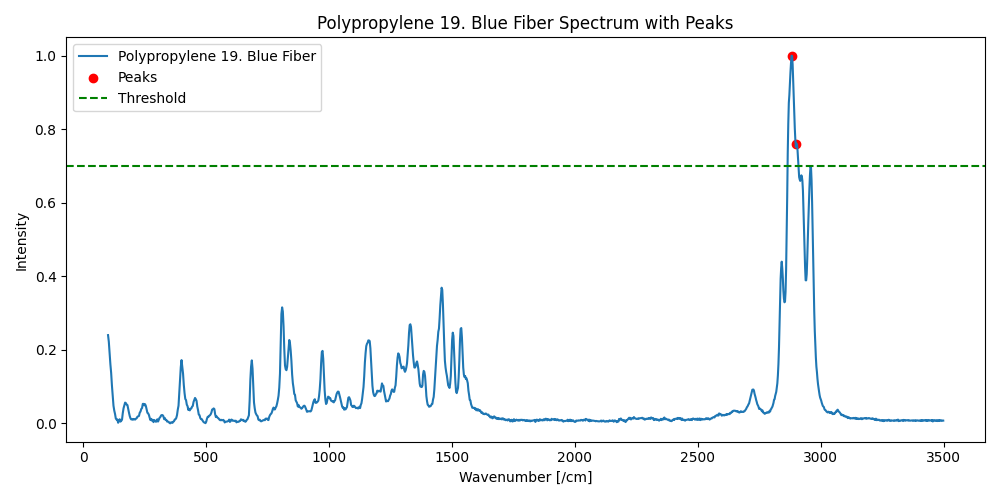 Polypropylene 19. Blue Fiber Spectrum with Peaks
Polypropylene 19. Blue Fiber
Peaks
Threshold
Intensity
1.0
0.8
0.6
0.4
0.2
0.0
0 500 1000 1500 2000 2500 3000 3500
Wavenumber [/cm]